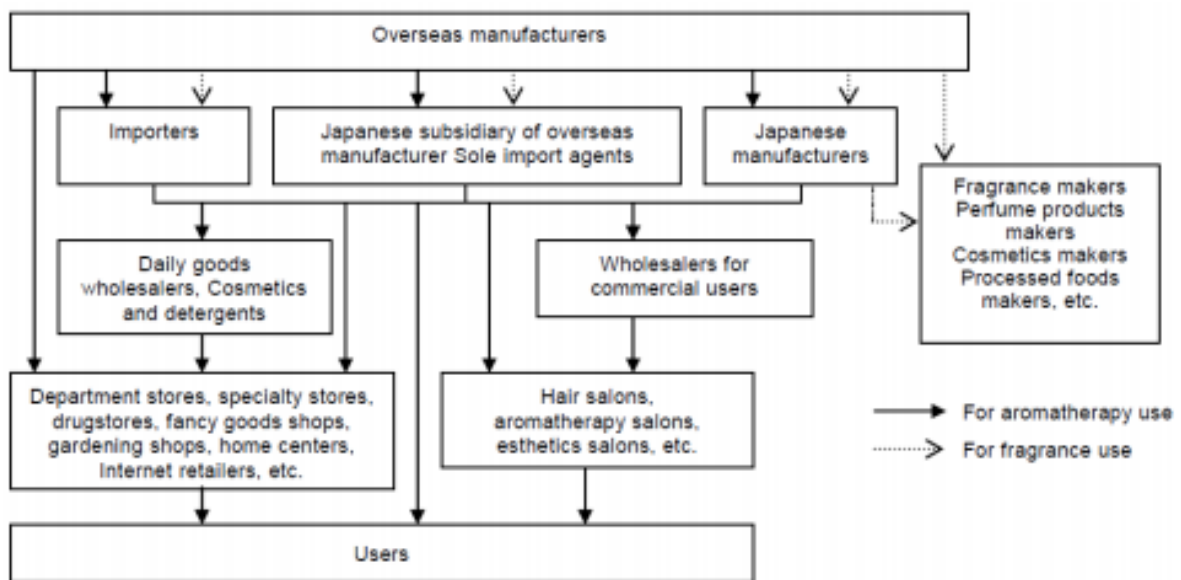 Overseas manufacturers
Importers
Japanese subsidiary of overseas
manufacturer Sole import agents
Japanese
manufacturers
Fragrance makers
Perfume products
makers
Cosmetics makers
Processed foods
makers, etc.
Daily goods
wholesalers, Cosmetics
and detergents
Wholesalers for
commercial users
Department stores, specialty stores,
drugstores, fancy goods shops,
gardening shops, home centers,
Internet retailers, etc.
Hair salons,
aromatherapy salons,
esthetics salons, etc.
For aromatherapy use
For fragrance use
Users